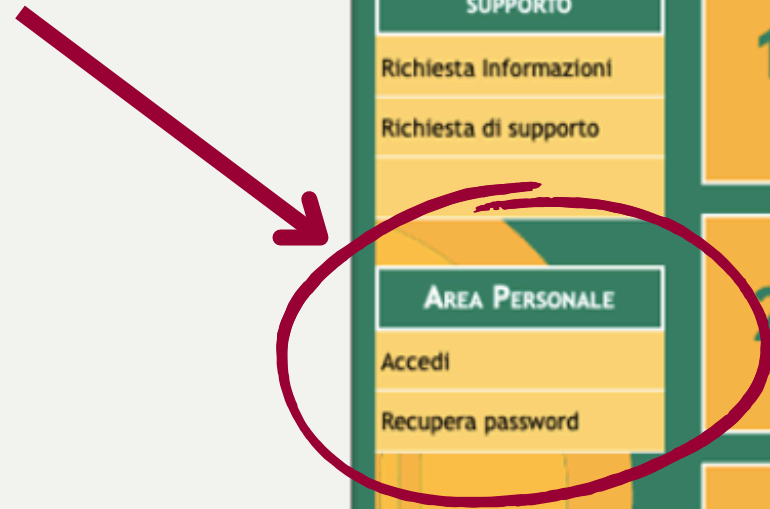 SUPPORTO
Richiesta Informazioni
Richiesta di supporto
AREA PERSONALE
Accedi
Recupera password